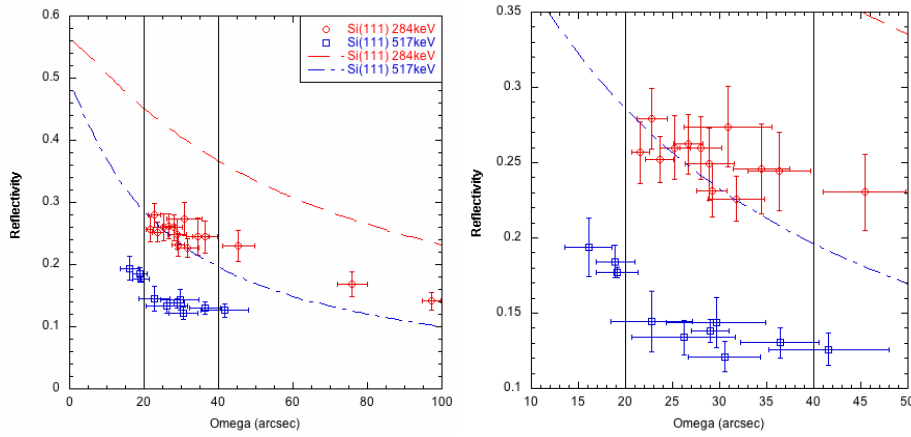 0.6
0.5
0.4
0.3
0.2
0.1
0
Reflectivity
0 20 40 60 80 100
Omega (arcsec)
Si(111) 284keV
Si(111) 517keV
Si(111) 284keV
Si(111) 517keV
0.35
0.3
0.25
0.2
0.15
0.1
Reflectivity
10 15 20 25 30 35 40 45 50
Omega (arcsec)